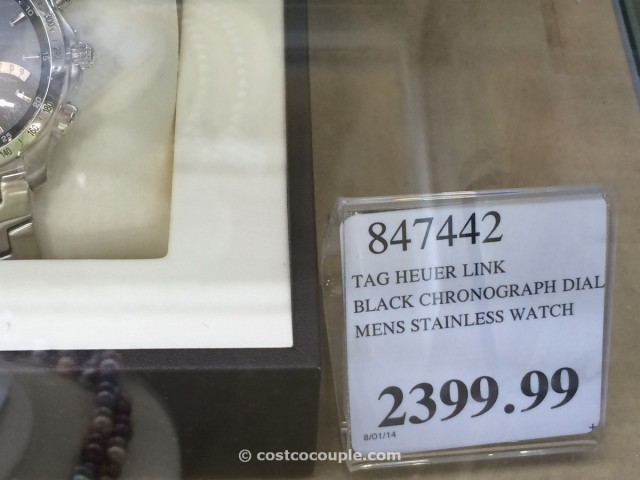 847442
TAG HEUER LINK
BLACK CHRONOGRAPH DIAL
MENS STAINLESS WATCH
2399.99
8/01/14
© costcocouple.com